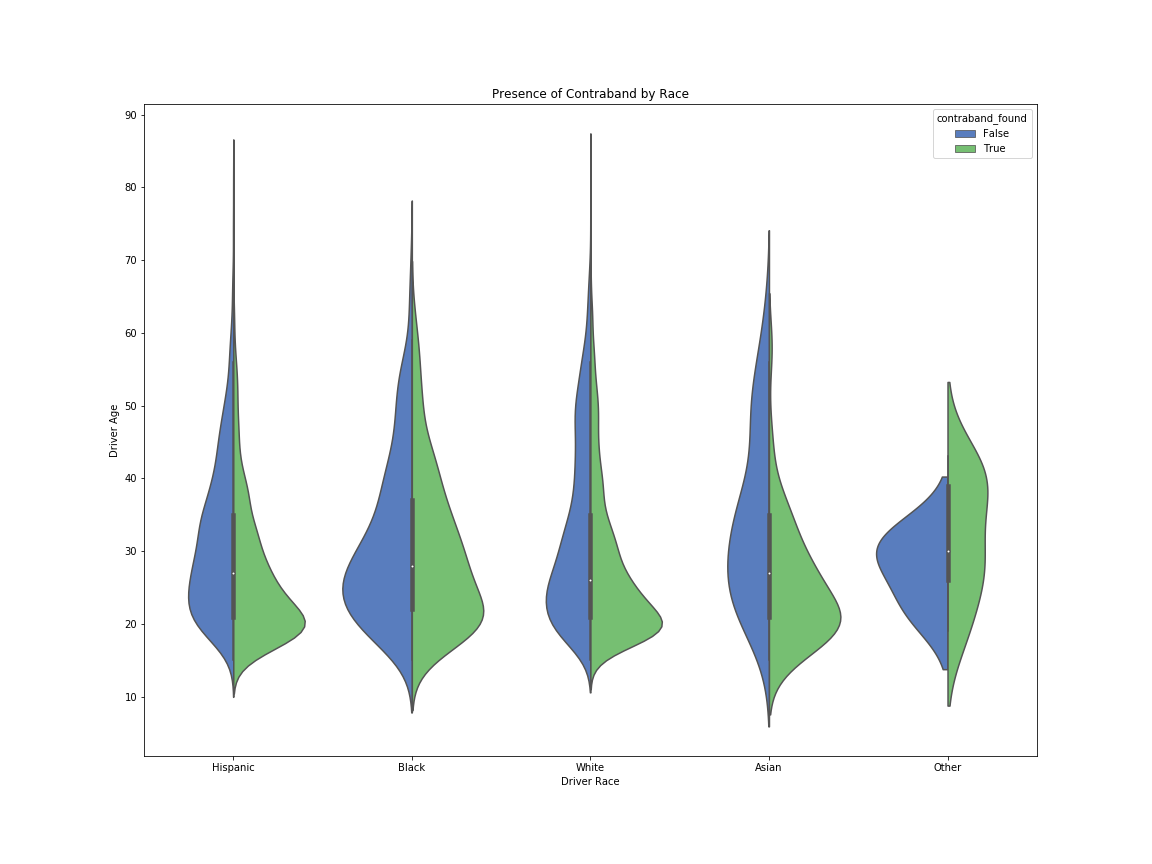 Presence of Contraband by Race
contraband_found
False
True
90
80
70
60
50
40
30
20
10
Driver Age
Hispanic
Black
White
Asian
Other
Driver Race